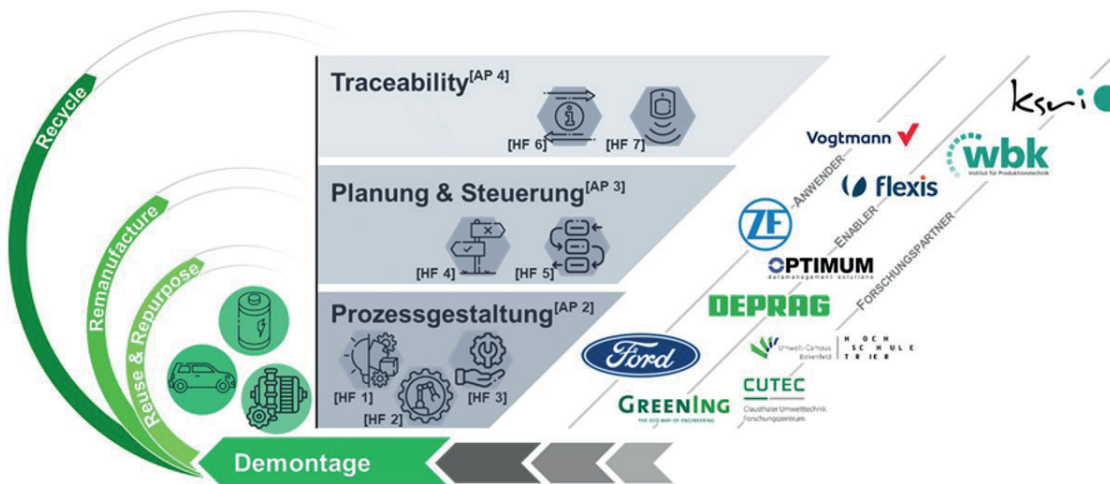 Recycle
Remanufacture
Reuse & Repurpose
Traceability[AP 4]
[HF 6]
[HF 7]
Planung & Steuerung[AP 3]
[HF 4]
[HF 5]
Prozessgestaltung[AP 2]
[HF 1]
[HF 2]
[HF 3]
Demontage
ANWENDER
ENABLER
FORSCHUNGSPARTNER
ksri
Vogtmann
wbk
Institut für Produktionstechnik
flexis
ZF
OPTIMUM
datamanagement solutions
DEPRAG
Ford
Umwelt-Campus
Birkenfeld
HOCH
SCHULE
TRIER
GREENING
THE ECO WAY OF ENGINEERING
CUTEC
Clausthaler Umwelttechnik
Forschungszentrum